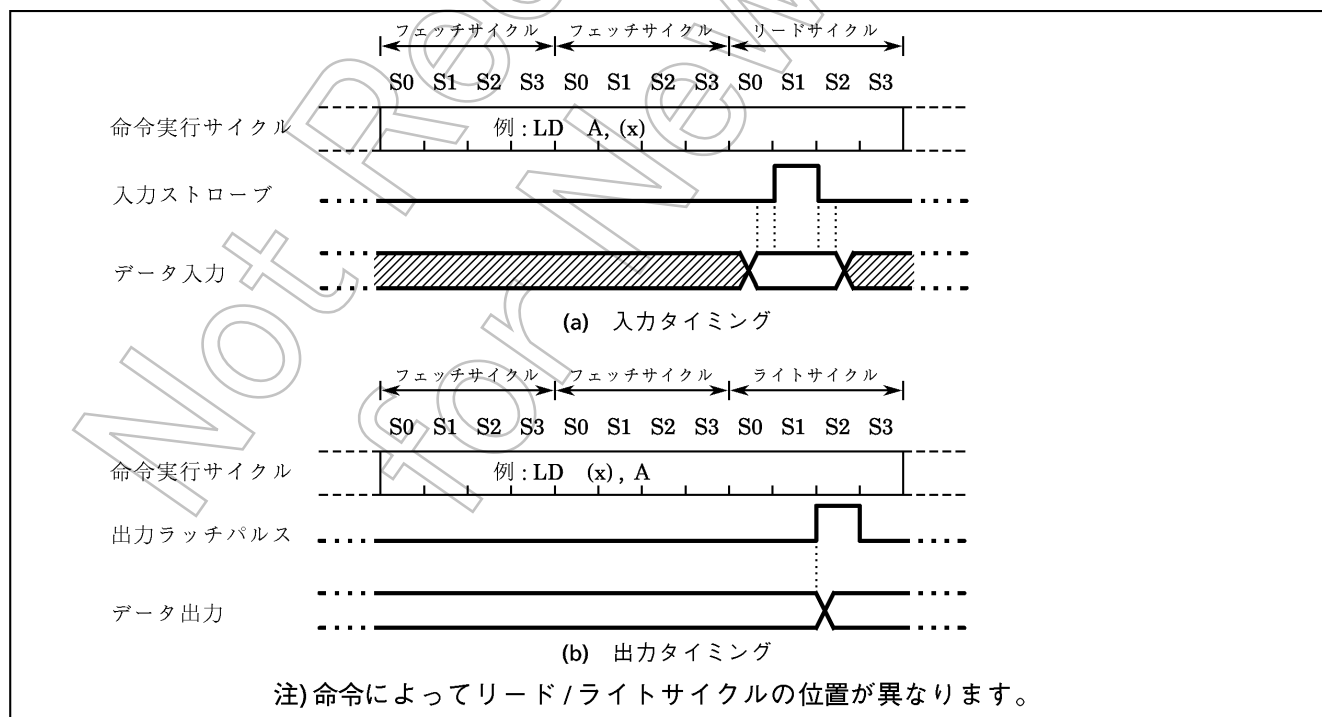 フェッチサイクル フェッチサイクル リードサイクル
S0 S1 S2 S3 S0 S1 S2 S3 S0 S1 S2 S3
命令実行サイクル 例 : LD A, (x)
入力ストローブ
データ入力
(a) 入力タイミング
フェッチサイクル フェッチサイクル ライトサイクル
S0 S1 S2 S3 S0 S1 S2 S3 S0 S1 S2 S3
命令実行サイクル 例 : LD (x) , A
出力ラッチパルス
データ出力
(b) 出力タイミング
注) 命令によってリード / ライトサイクルの位置が異なります。
Not Rec
for New